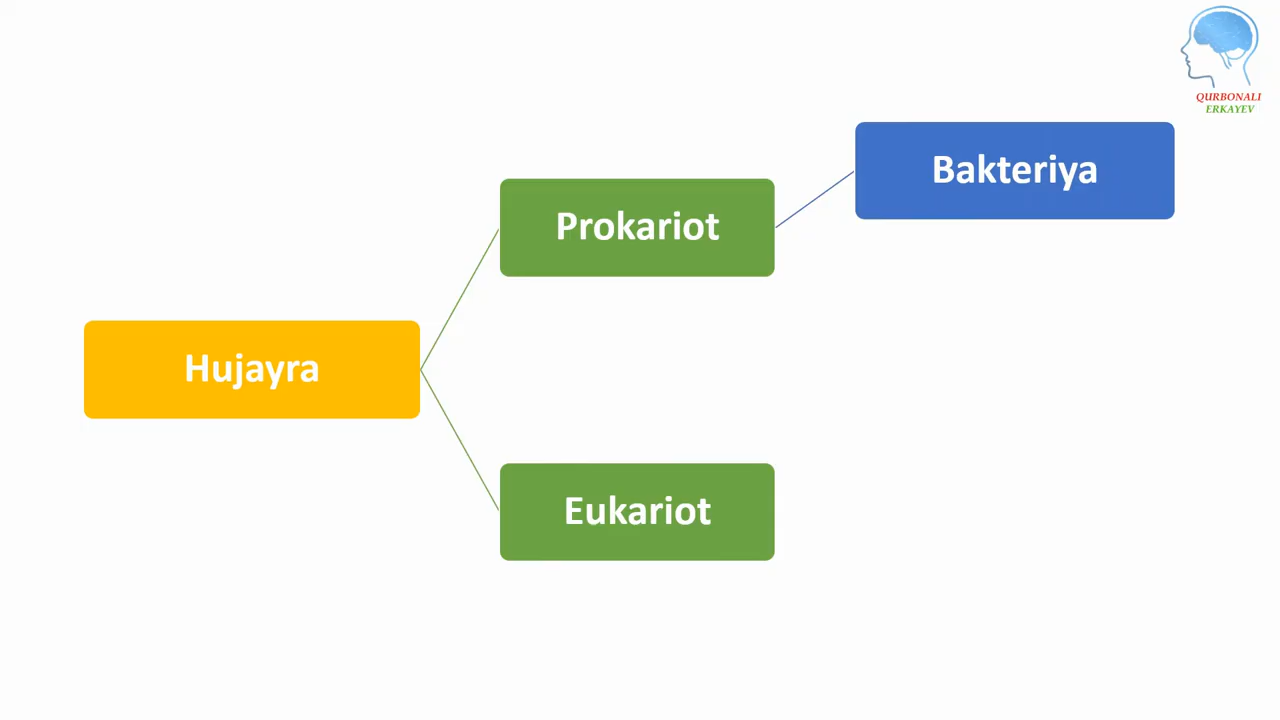 QURBONALI
ERKAYEV
Bakteriya
Prokariot
Hujayra
Eukariot